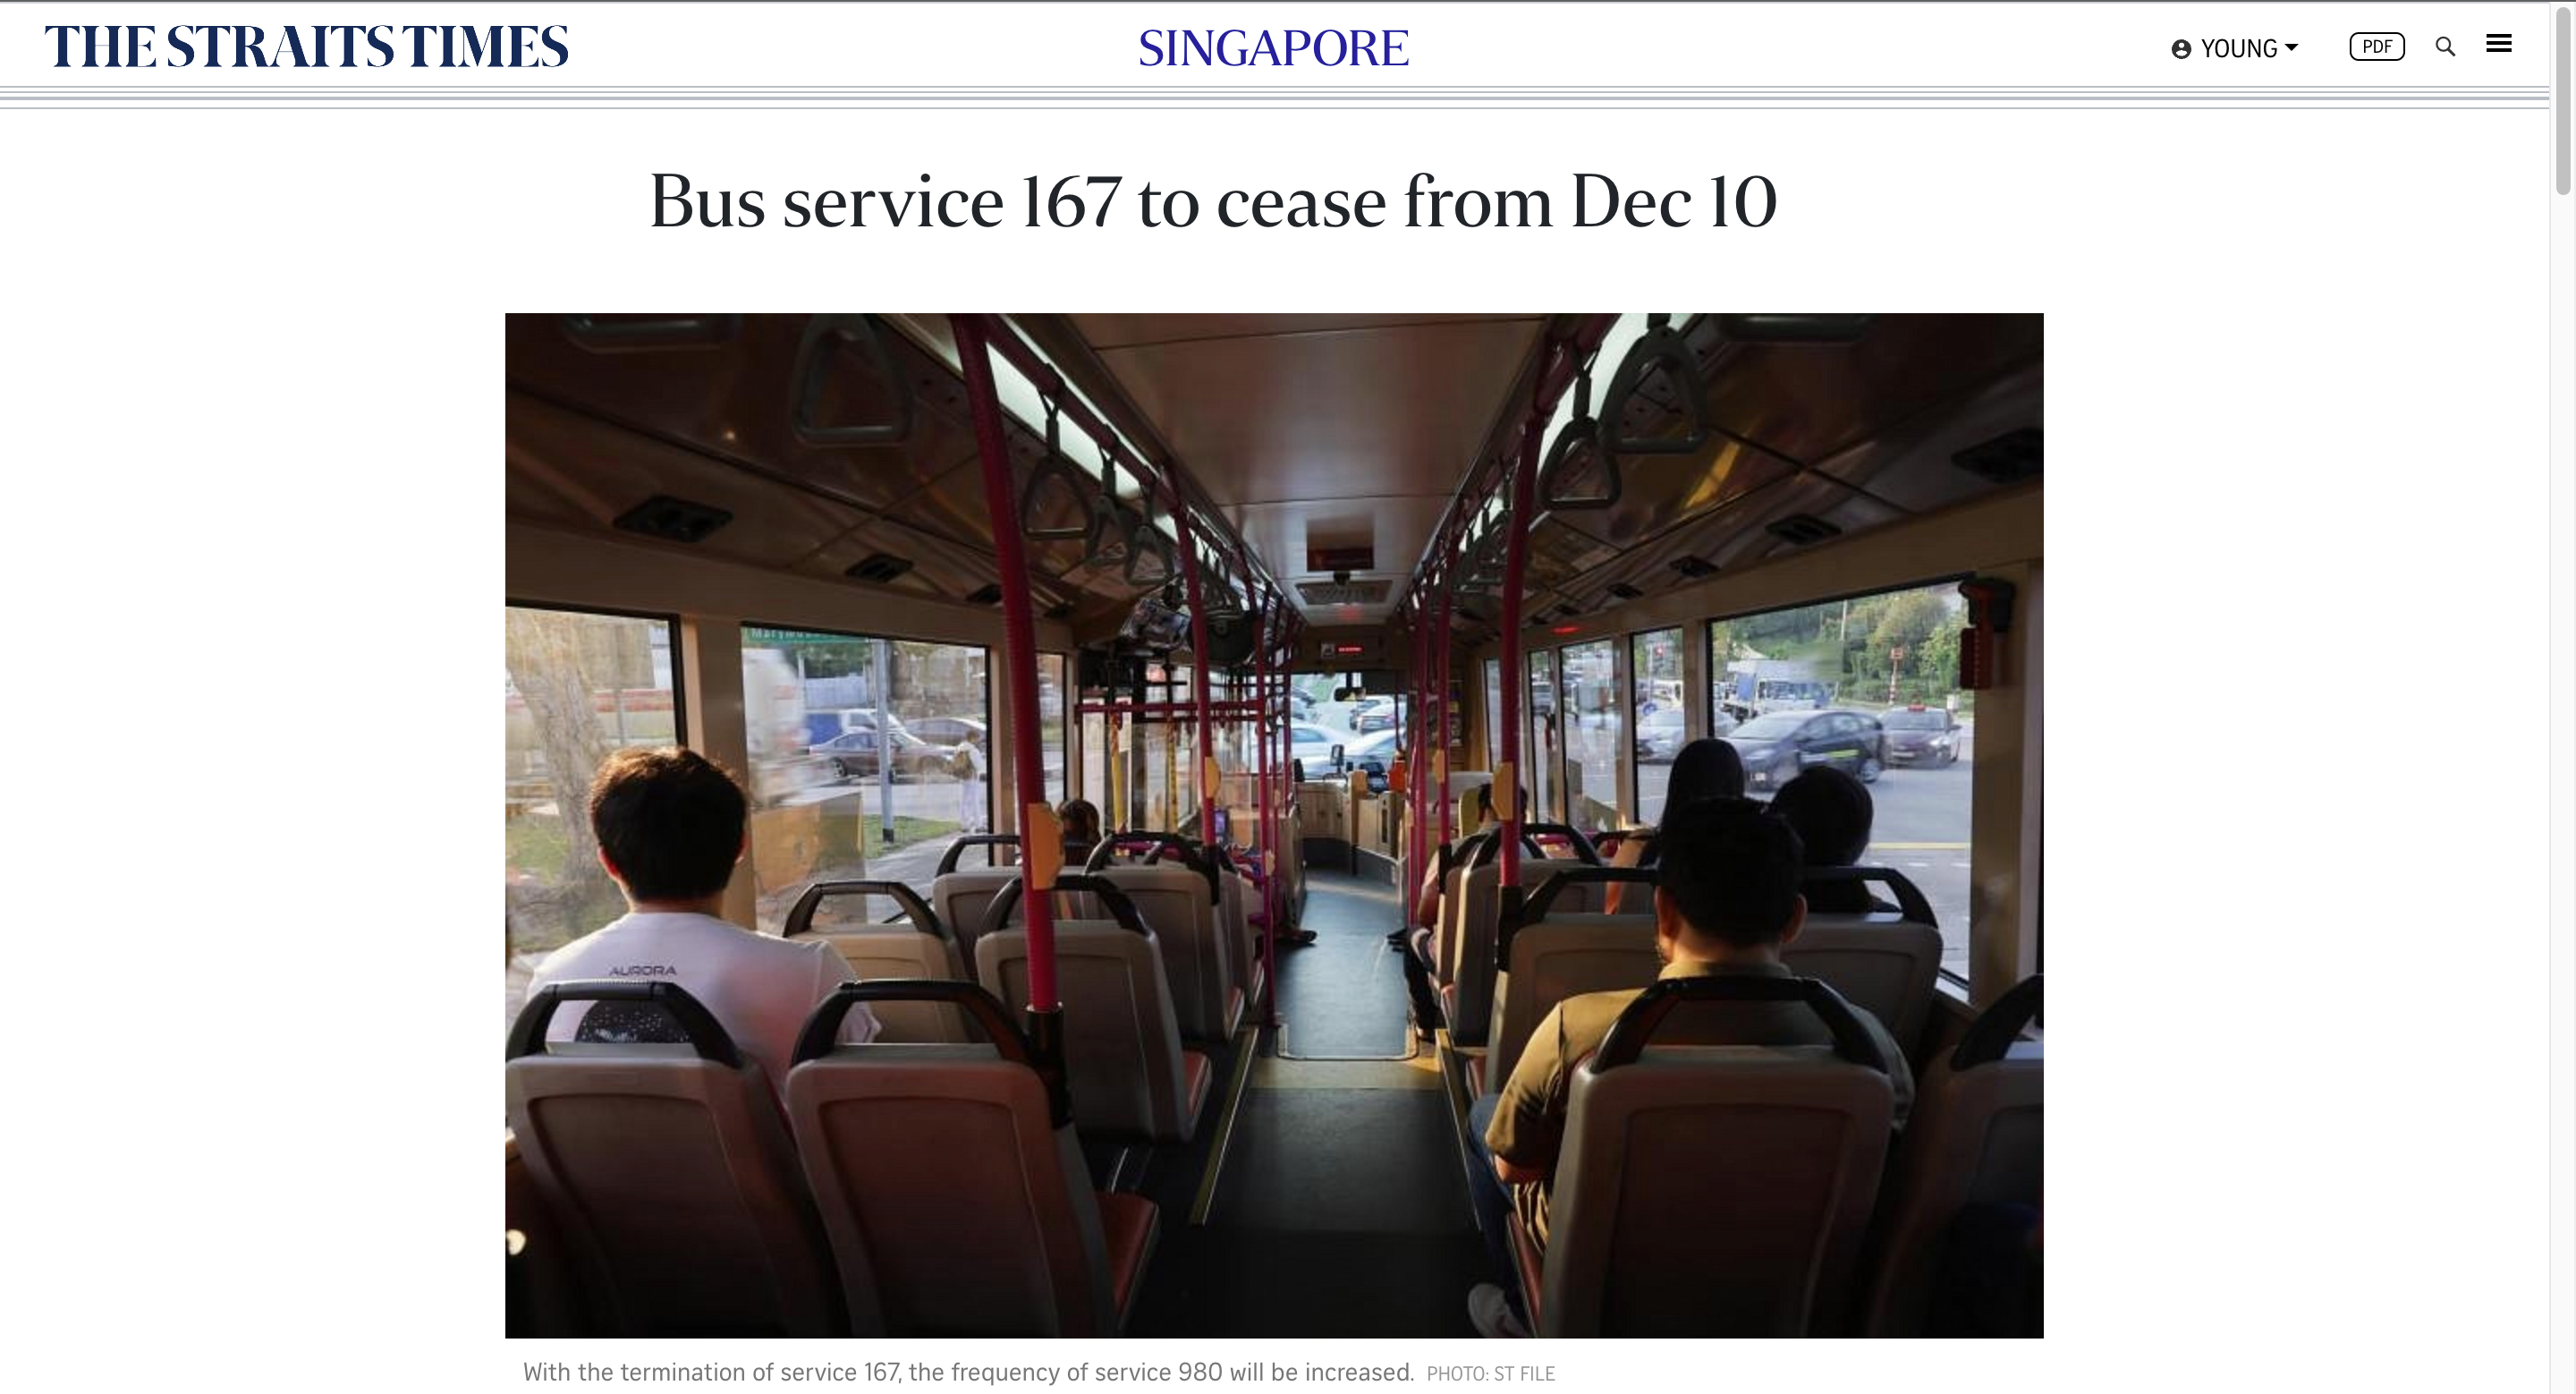 THE STRAITS TIMES
SINGAPORE
YOUNG
PDF
Bus service 167 to cease from Dec 10
AURORA
With the termination of service 167, the frequency of service 980 will be increased. PHOTO: ST FILE